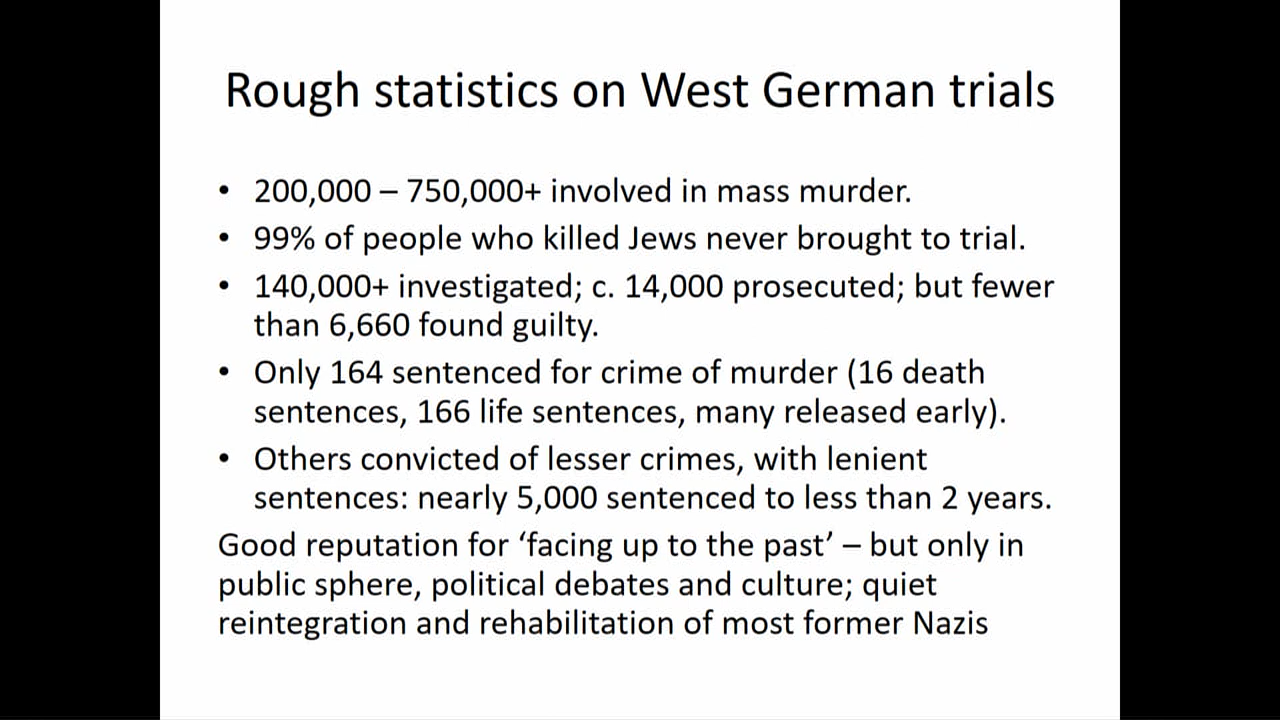 Rough statistics on West German trials
• 200,000 – 750,000+ involved in mass murder.
• 99% of people who killed Jews never brought to trial.
• 140,000+ investigated; c. 14,000 prosecuted; but fewer
than 6,660 found guilty.
• Only 164 sentenced for crime of murder (16 death
sentences, 166 life sentences, many released early).
• Others convicted of lesser crimes, with lenient
sentences: nearly 5,000 sentenced to less than 2 years.
Good reputation for ‘facing up to the past’ – but only in
public sphere, political debates and culture; quiet
reintegration and rehabilitation of most former Nazis